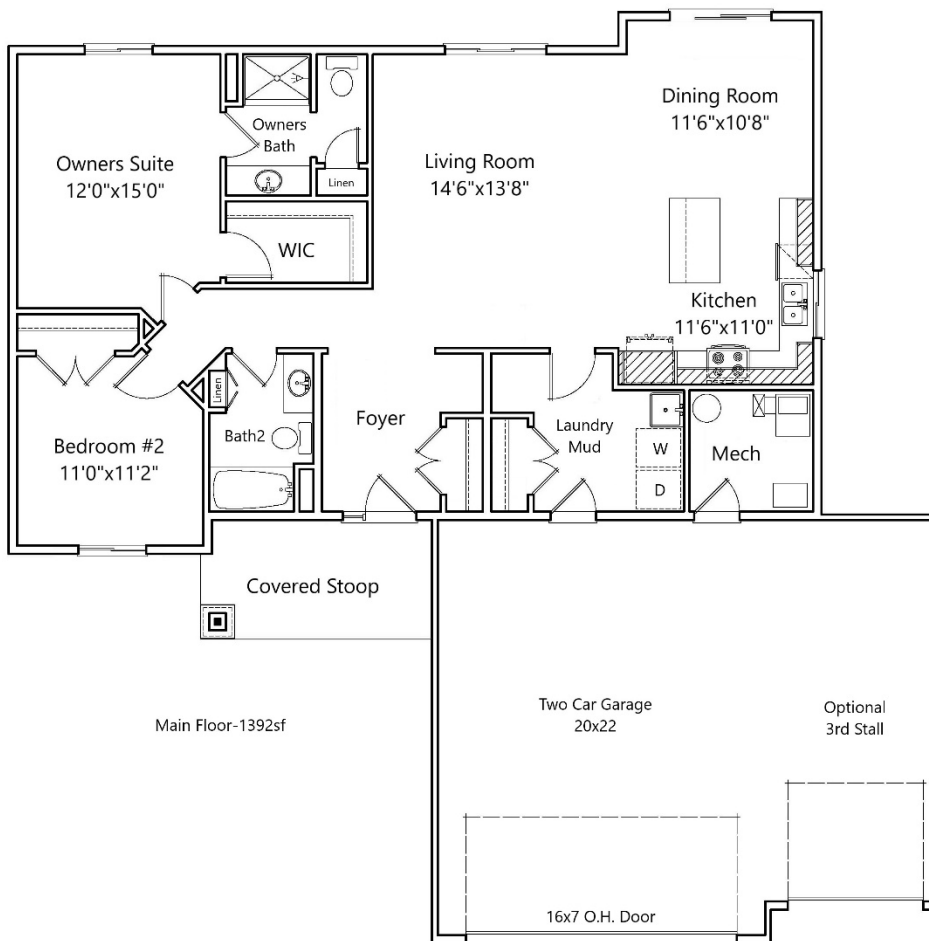 Dining Room
11'6"x10'8"
Owners
Bath
Owners Suite
12'0"x15'0"
Living Room
14'6"x13'8"
Linen
WIC
Kitchen
11'6"x11'0"
Linen
Foyer
Laundry
Mud
Bath2
Bedroom #2
11'0"x11'2"
W
Mech
D
Covered Stoop
Main Floor-1392sf
Two Car Garage
20x22
Optional
3rd Stall
16x7 O.H. Door